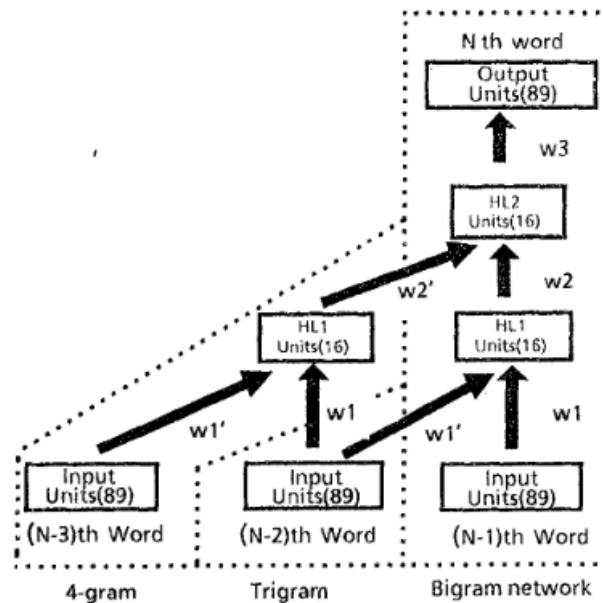 N th word
Output
Units(89)
w3
HL2
Units(16)
w2'
w2
HL1
Units(16)
HL1
Units(16)
w1'
w1
w1'
w1
Input
Units(89)
Input
Units(89)
Input
Units(89)
(N-3)th Word
(N-2)th Word
(N-1)th Word
4-gram
Trigram
Bigram network